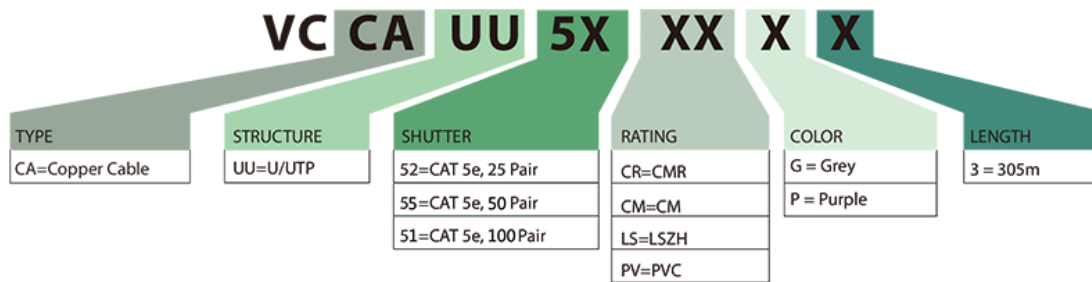 VC CA UU 5X XX X X
TYPE
CA=Copper Cable
STRUCTURE
UU=U/UTP
SHUTTER
52=CAT 5e, 25 Pair
55=CAT 5e, 50 Pair
51=CAT 5e, 100 Pair
RATING
CR=CMR
CM=CM
LS=LSZH
PV=PVC
COLOR
G = Grey
P = Purple
LENGTH
3 = 305m